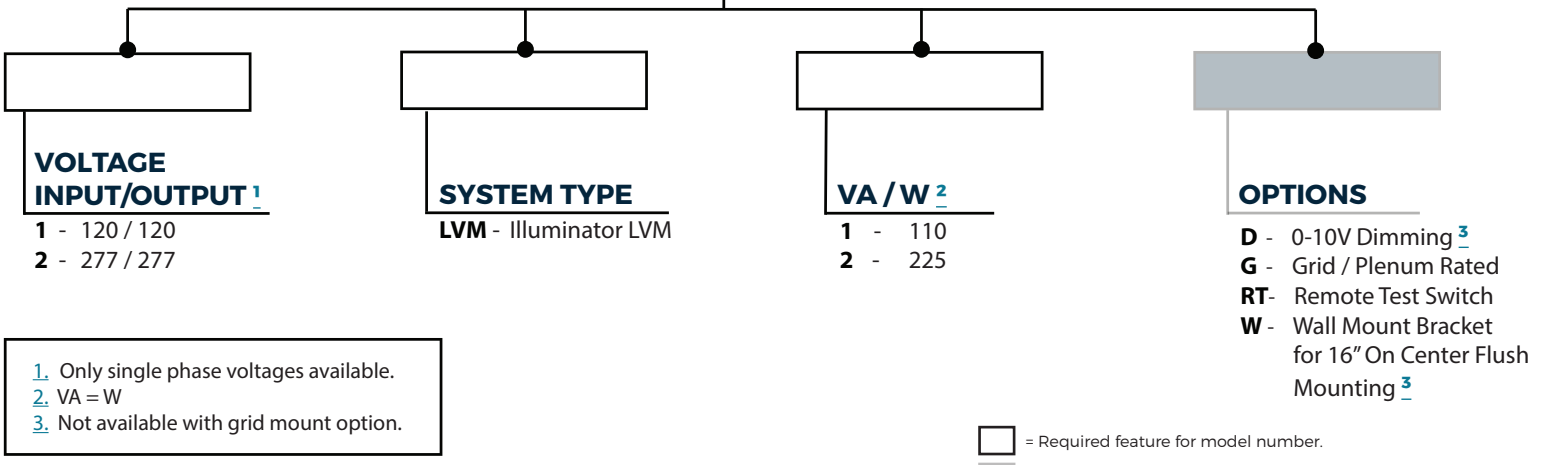 VOLTAGE
INPUT/OUTPUT 1
1 - 120 / 120
2 - 277 / 277
SYSTEM TYPE
LVM - Illuminator LVM
VA / W 2
1 - 110
2 - 225
OPTIONS
D - 0-10V Dimming 3
G - Grid / Plenum Rated
RT- Remote Test Switch
W - Wall Mount Bracket
for 16” On Center Flush
Mounting 3
1. Only single phase voltages available.
2. VA = W
3. Not available with grid mount option.
= Required feature for model number.